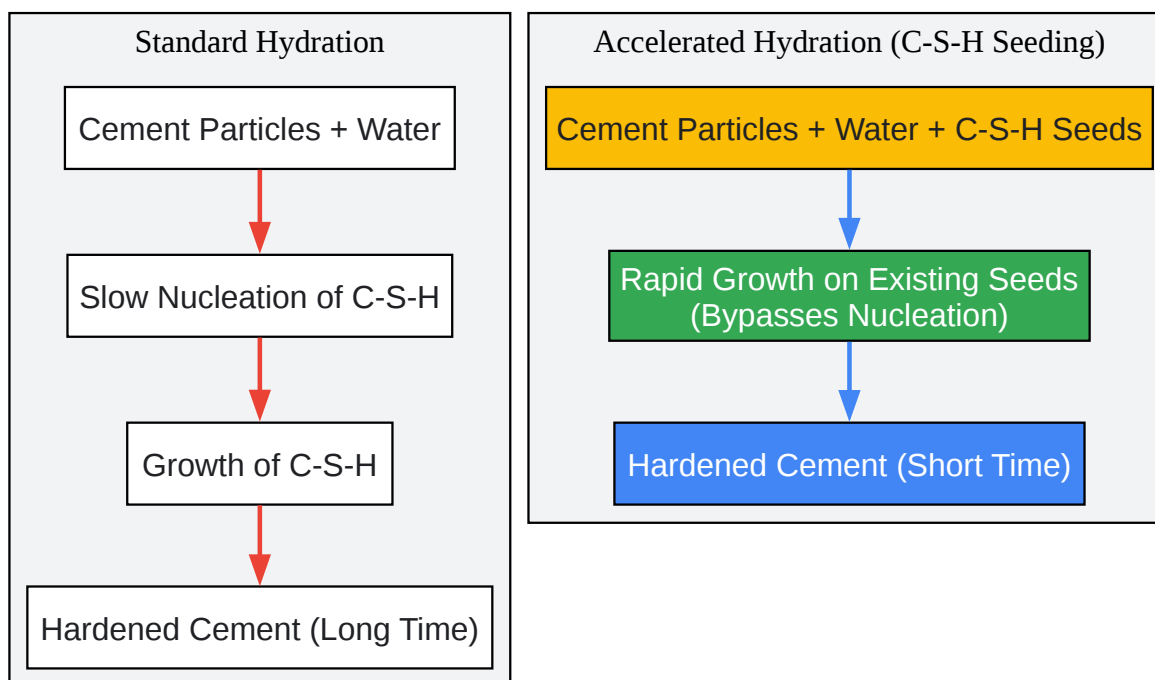 Standard Hydration
Cement Particles + Water
Slow Nucleation of C-S-H
Growth of C-S-H
Hardened Cement (Long Time)
Accelerated Hydration (C-S-H Seeding)
Cement Particles + Water + C-S-H Seeds
Rapid Growth on Existing Seeds
(Bypasses Nucleation)
Hardened Cement (Short Time)